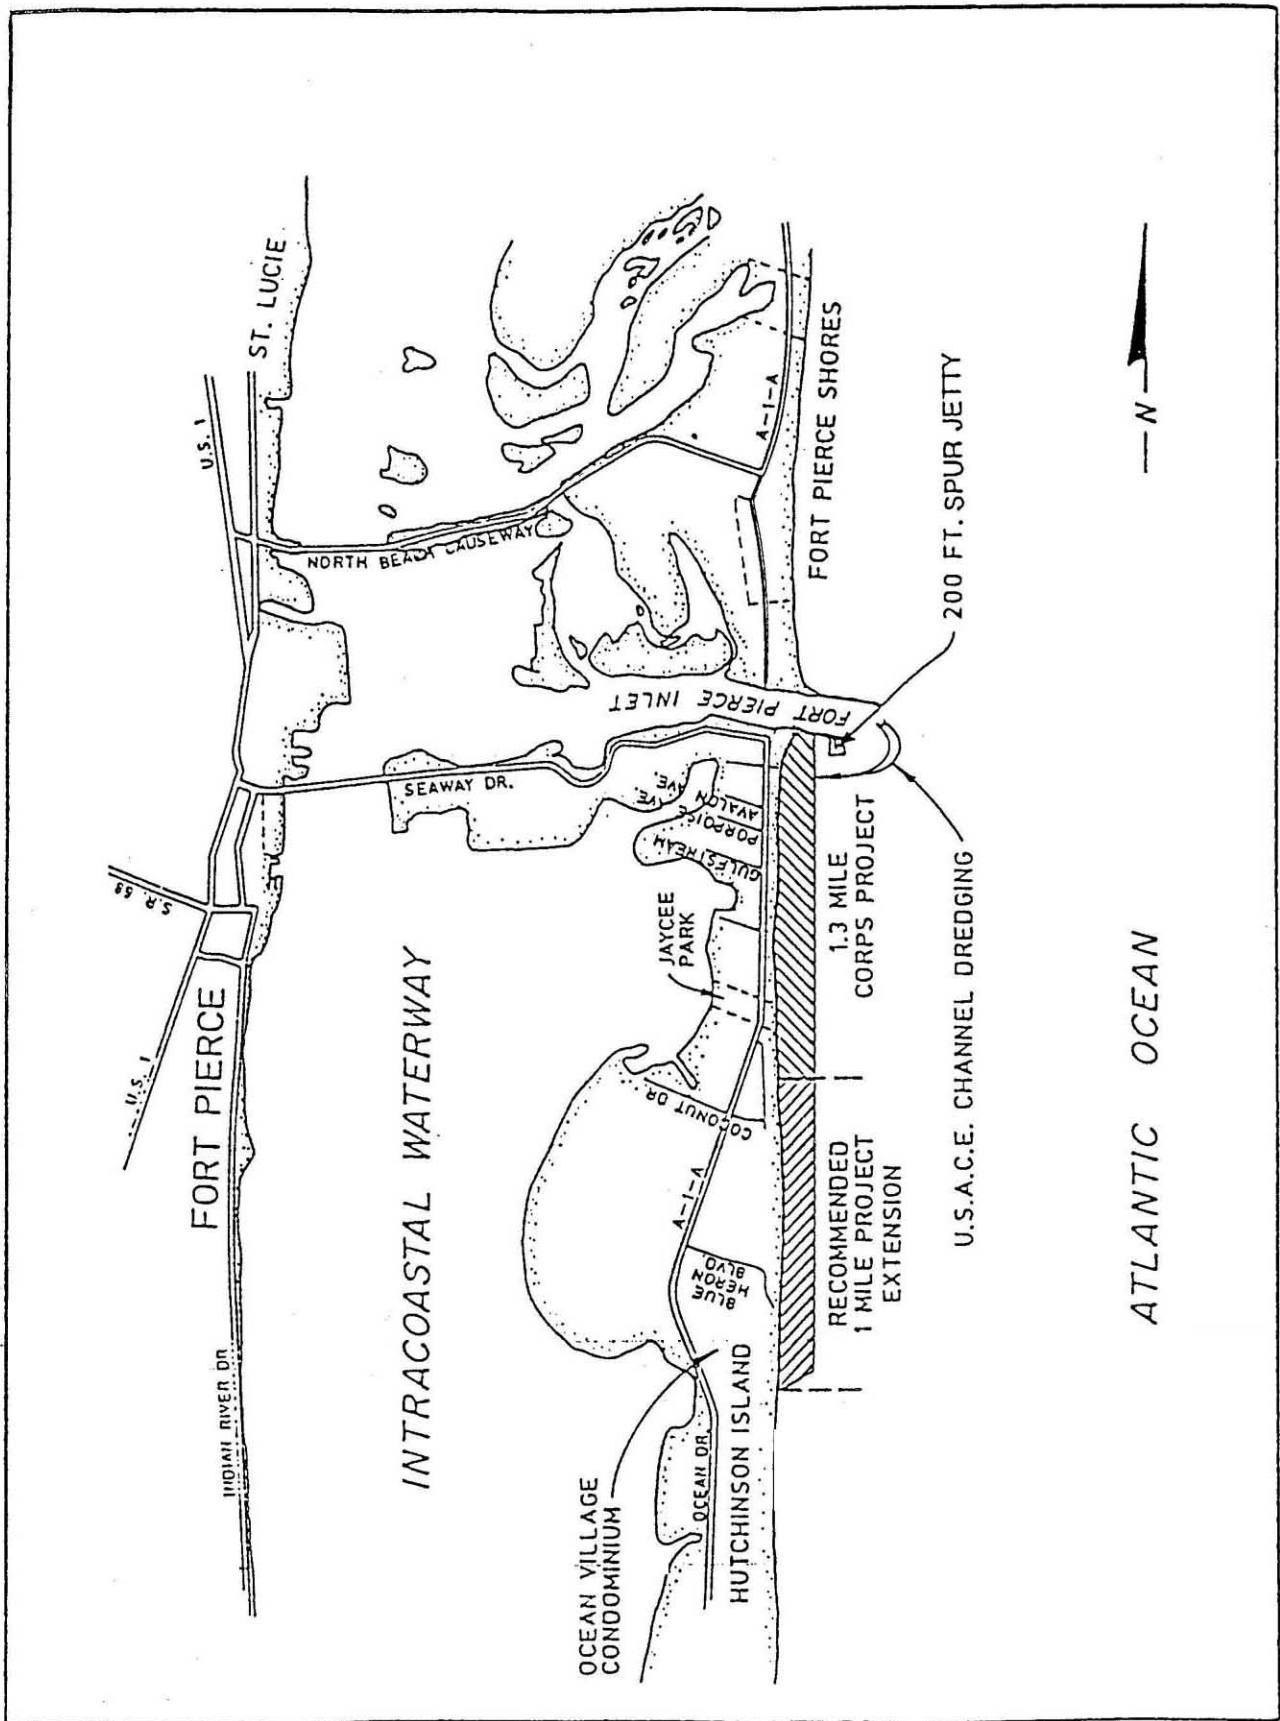 U.S. 1
ST. LUCIE
NORTH BEACH CAUSEWAY
A-1-A
FORT PIERCE SHORES
200 FT. SPUR JETTY
N
FORT PIERCE INLET
SEAWAY DR.
AVALON AVE.
PORPOISE AVE.
GULFSTREAM
S.R. 68
U.S. 1
FORT PIERCE
INTRACOASTAL WATERWAY
JAYCEE
PARK
1.3 MILE
CORPS PROJECT
U.S.A.C.E. CHANNEL DREDGING
ATLANTIC OCEAN
COCONUT DR
A-1-A
RECOMMENDED
1 MILE PROJECT
EXTENSION
BLUE
HERON
BLVD.
INDIAN RIVER DR
OCEAN VILLAGE
CONDOMINIUM
OCEAN DR.
HUTCHINSON ISLAND